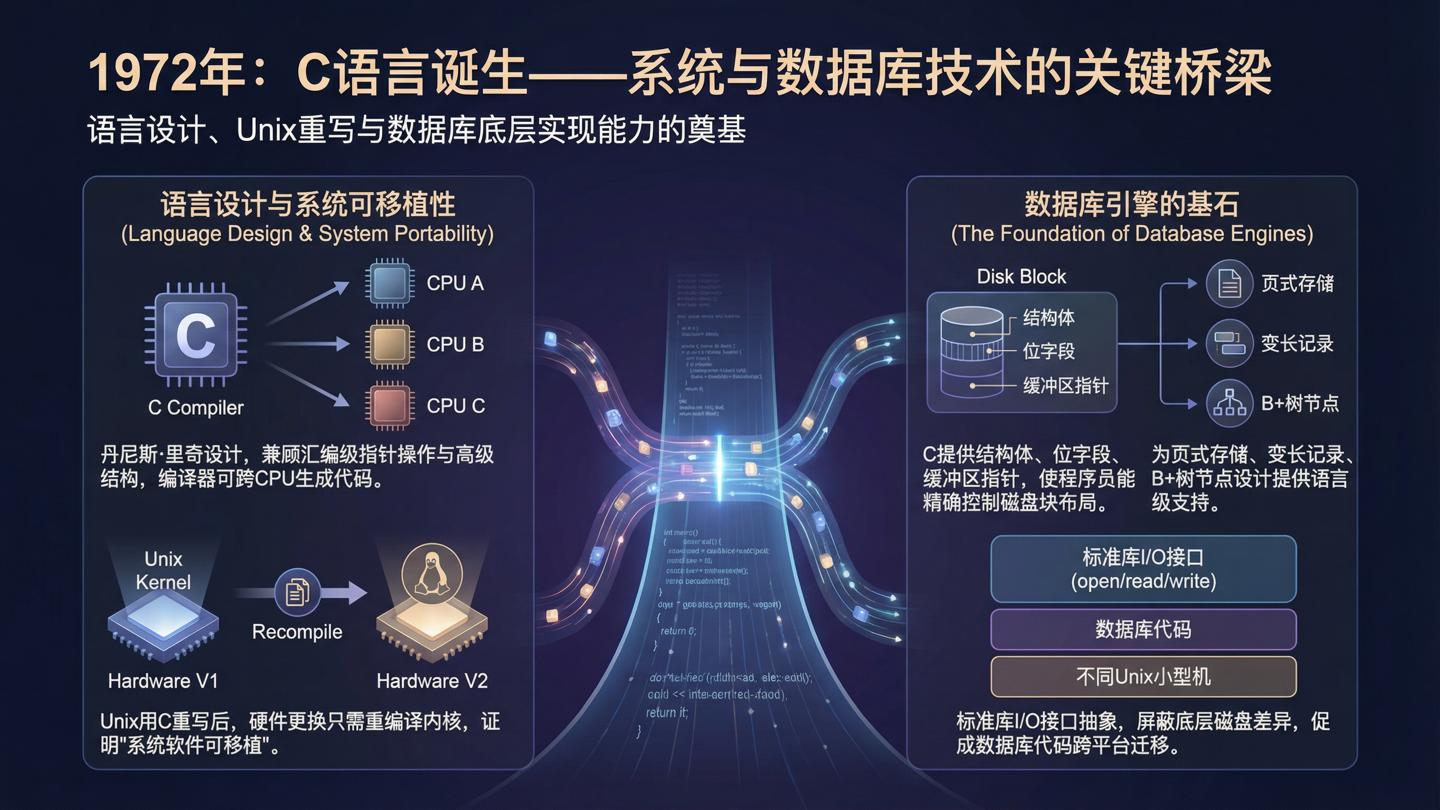 1972年：C语言诞生——系统与数据库技术的关键桥梁
语言设计、Unix重写与数据库底层实现能力的奠基
语言设计与系统可移植性
(Language Design & System Portability)
C
CPU A
CPU B
CPU C
C Compiler
丹尼斯·里奇设计，兼顾汇编级指针操作与高级
结构，编译器可跨CPU生成代码。
Unix
Kernel
Recompile
Hardware V1
Hardware V2
Unix用C重写后，硬件更换只需重编译内核，证
明"系统软件可移植"。
return 0;
}
return it;
}
数据库引擎的基石
(The Foundation of Database Engines)
Disk Block
结构体
位字段
缓冲区指针
页式存储
变长记录
B+树节点
C提供结构体、位字段、
缓冲区指针，使程序员能
精确控制磁盘块布局。
为页式存储、变长记录、
B+树节点设计提供语言
级支持。
标准库I/O接口
(open/read/write)
数据库代码
不同Unix小型机
标准库I/O接口抽象，屏蔽底层磁盘差异，促
成数据库代码跨平台迁移。